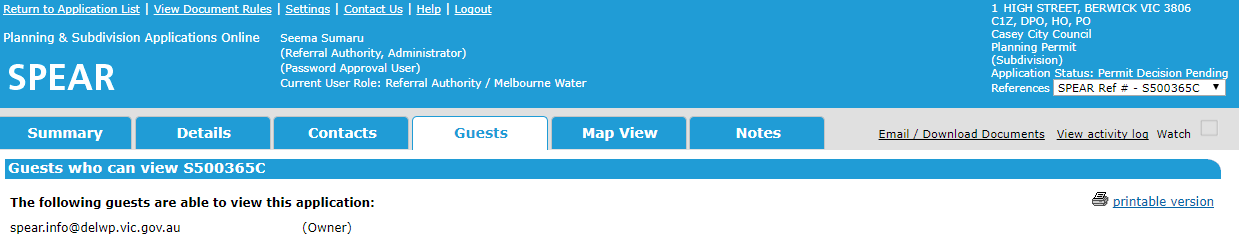 Return to Application List | View Document Rules | Settings | Contact Us | Help | Logout
Planning & Subdivision Applications Online
SPEAR
Seema Sumaru
(Referral Authority, Administrator)
(Password Approval User)
Current User Role: Referral Authority / Melbourne Water
1 HIGH STREET, BERWICK VIC 3806
C1Z, DPO, HO, PO
Casey City Council
Planning Permit
(Subdivision)
Application Status: Permit Decision Pending
References SPEAR Ref # - S500365C
Summary Details Contacts Guests Map View Notes
Email / Download Documents View activity log Watch
Guests who can view S500365C
The following guests are able to view this application:
printable version
spear.info@delwp.vic.gov.au (Owner)